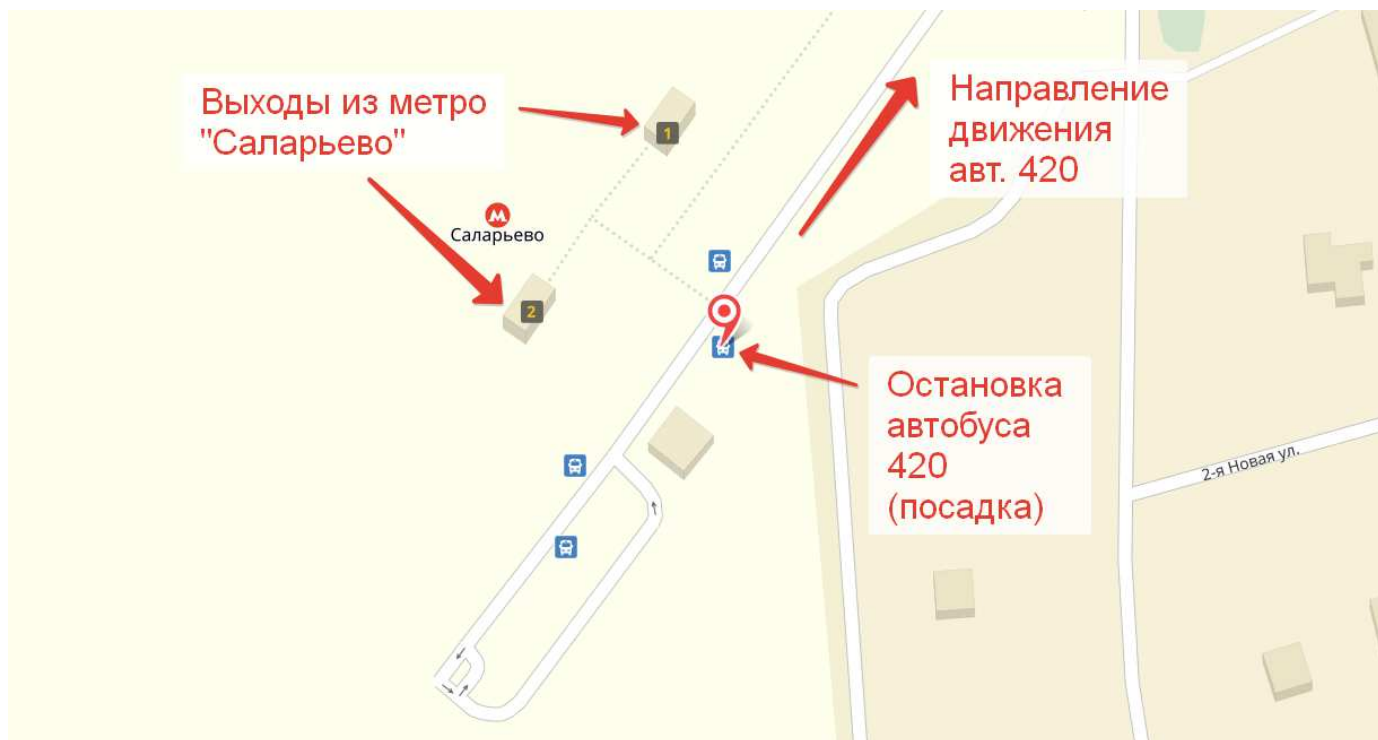 Выходы из метро
"Саларьево"
Направление
движения
авт. 420
1
М
Саларьево
2
Остановка
автобуса
420
(посадка)
2-я Новая ул.